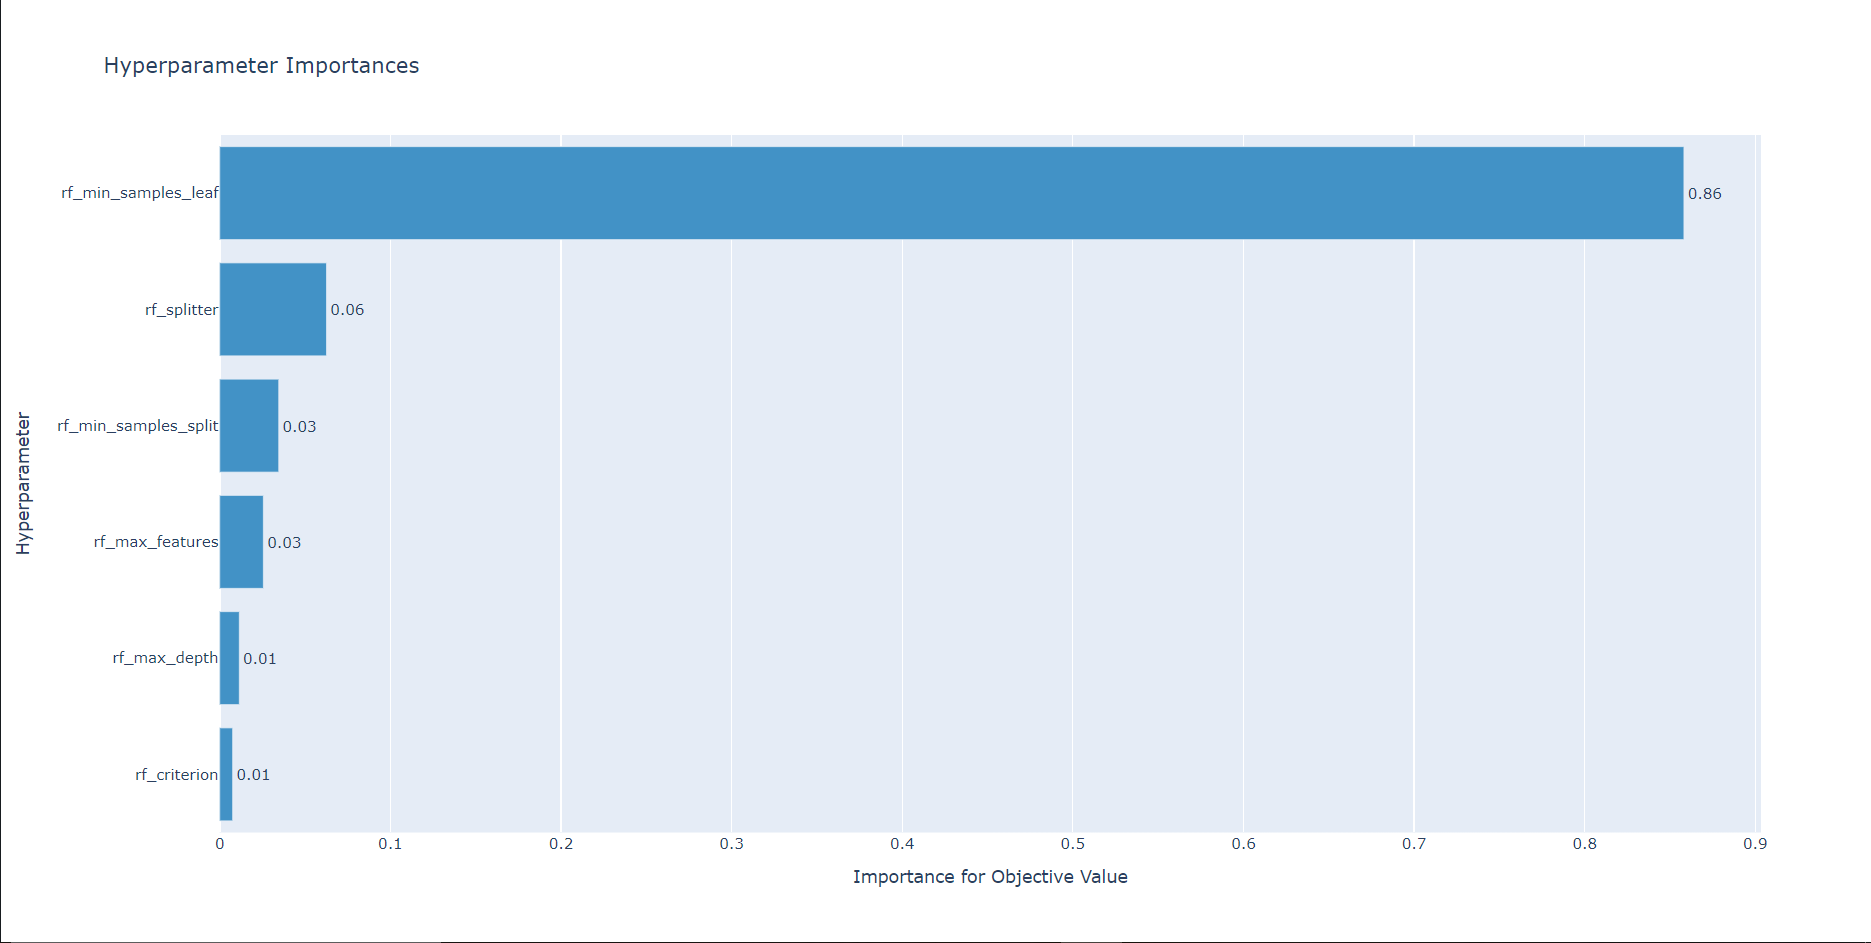 Hyperparameter Importances
Hyperparameter
rf_min_samples_leaf 0.86
rf_splitter 0.06
rf_min_samples_split 0.03
rf_max_features 0.03
rf_max_depth 0.01
rf_criterion 0.01
0 0.1 0.2 0.3 0.4 0.5 0.6 0.7 0.8 0.9
Importance for Objective Value